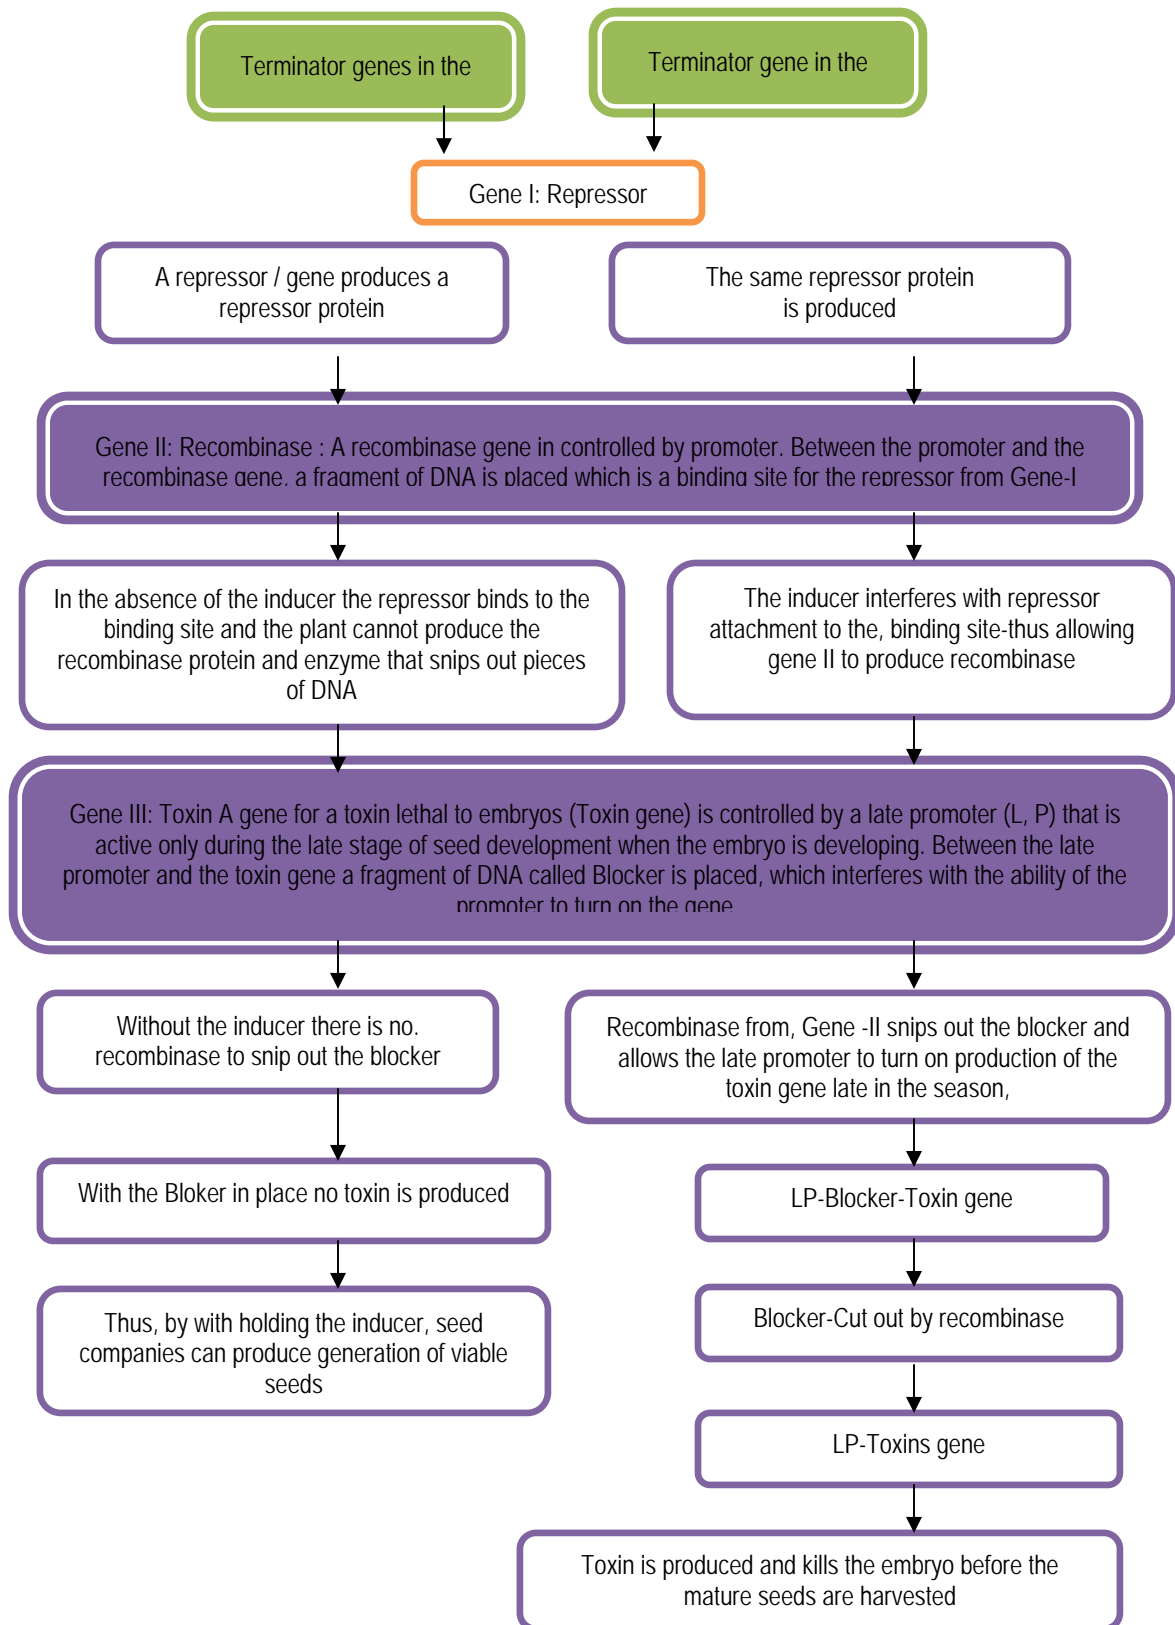 Terminator genes in the
Terminator gene in the
Gene I: Repressor
A repressor / gene produces a
repressor protein
The same repressor protein
is produced
Gene II: Recombinase : A recombinase gene in controlled by promoter. Between the promoter and the
recombinase gene, a fragment of DNA is placed which is a binding site for the repressor from Gene-I
In the absence of the inducer the repressor binds to the
binding site and the plant cannot produce the
recombinase protein and enzyme that snips out pieces
of DNA
The inducer interferes with repressor
attachment to the, binding site-thus allowing
gene II to produce recombinase
Gene III: Toxin A gene for a toxin lethal to embryos (Toxin gene) is controlled by a late promoter (L, P) that is
active only during the late stage of seed development when the embryo is developing. Between the late
promoter and the toxin gene a fragment of DNA called Blocker is placed, which interferes with the ability of the
promoter to turn on the gene
Without the inducer there is no.
recombinase to snip out the blocker
Recombinase from, Gene -II snips out the blocker and
allows the late promoter to turn on production of the
toxin gene late in the season,
With the Bloker in place no toxin is produced
LP-Blocker-Toxin gene
Thus, by with holding the inducer, seed
companies can produce generation of viable
seeds
Blocker-Cut out by recombinase
LP-Toxins gene
Toxin is produced and kills the embryo before the
mature seeds are harvested